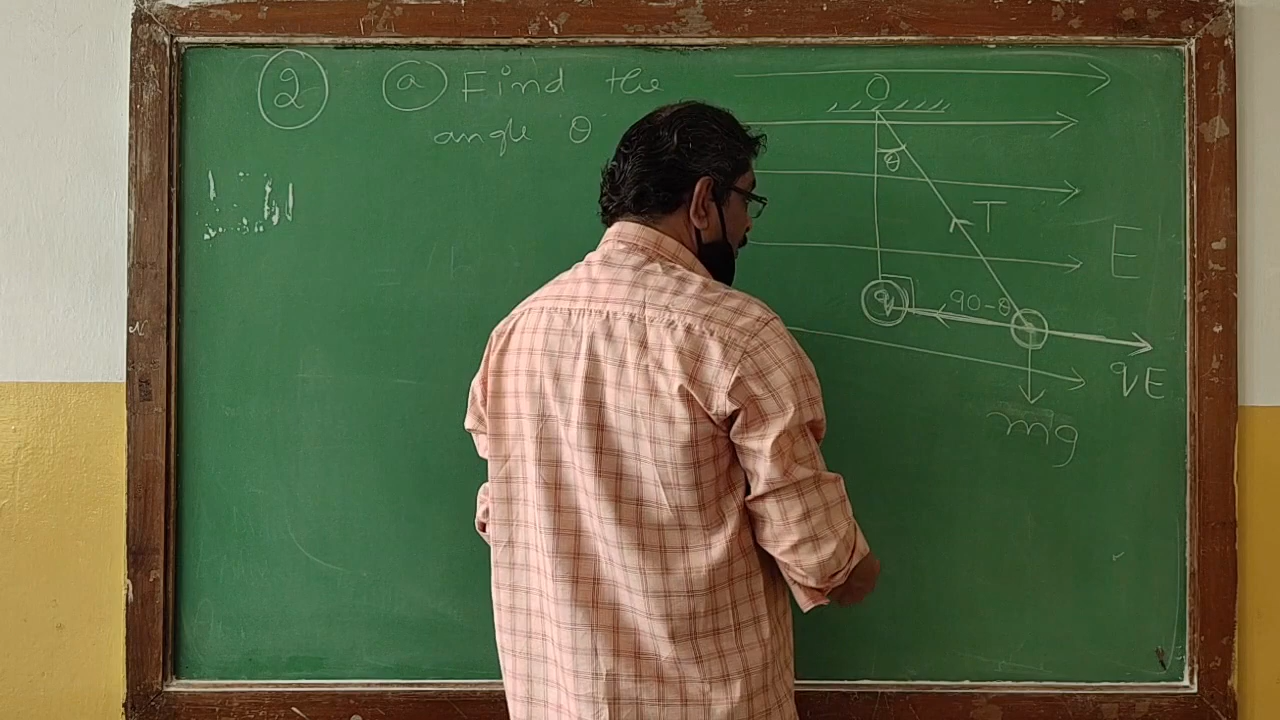 2 a Find the
angle θ
O
θ
T
E
q 90-θ
qE
mg